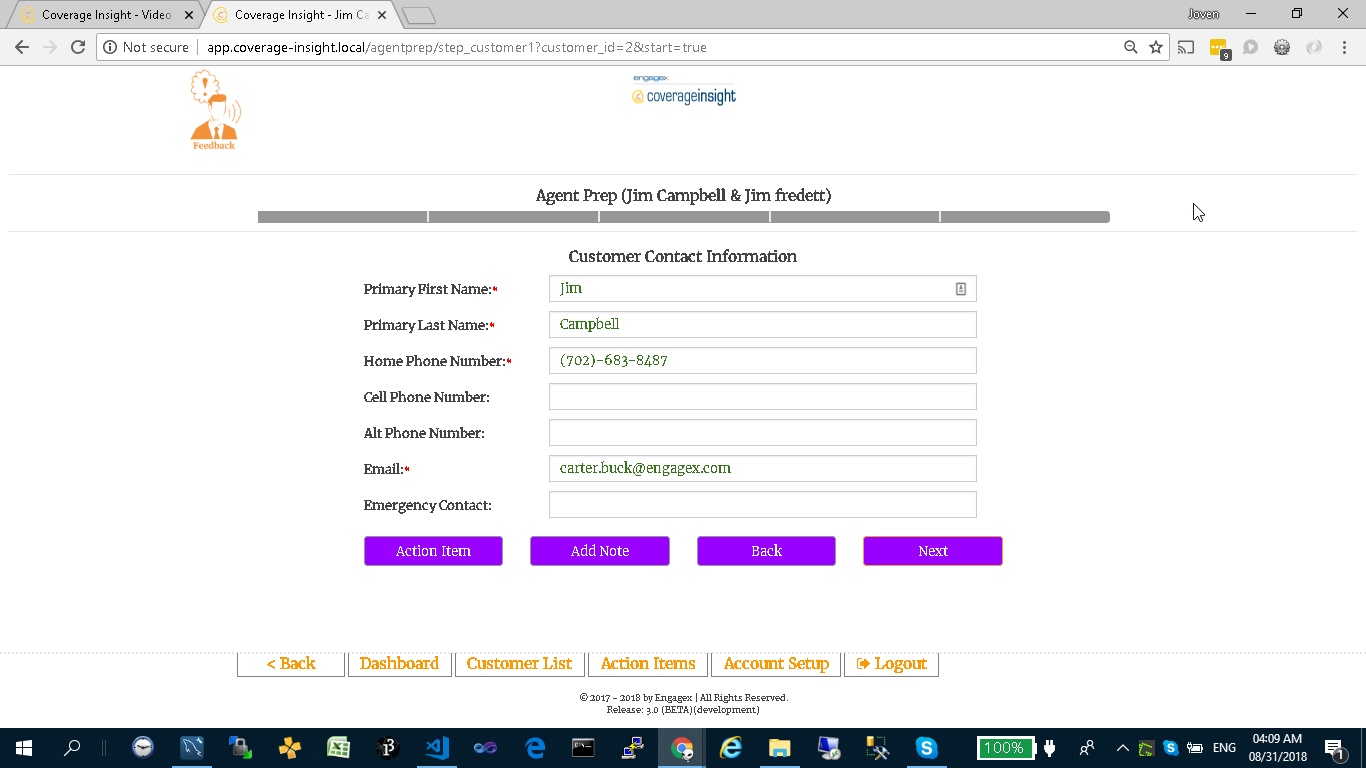 Coverage Insight - Video
Coverage Insight - Jim Ca
Joven
Not secure | app.coverage-insight.local/agentprep/step_customer1?customer_id=2&start=true
9
Feedback
engagex
coverageinsight
Agent Prep (Jim Campbell & Jim fredett)
Customer Contact Information
Primary First Name:* Jim
Primary Last Name:* Campbell
Home Phone Number:* (702)-683-8487
Cell Phone Number:
Alt Phone Number:
Email:* carter.buck@engagex.com
Emergency Contact:
Action Item Add Note Back Next
< Back Dashboard Customer List Action Items Account Setup Logout
© 2017 - 2018 by Engagex | All Rights Reserved.
Release: 3.0 (BETA)(development)
100% ENG 04:09 AM
08/31/2018
1